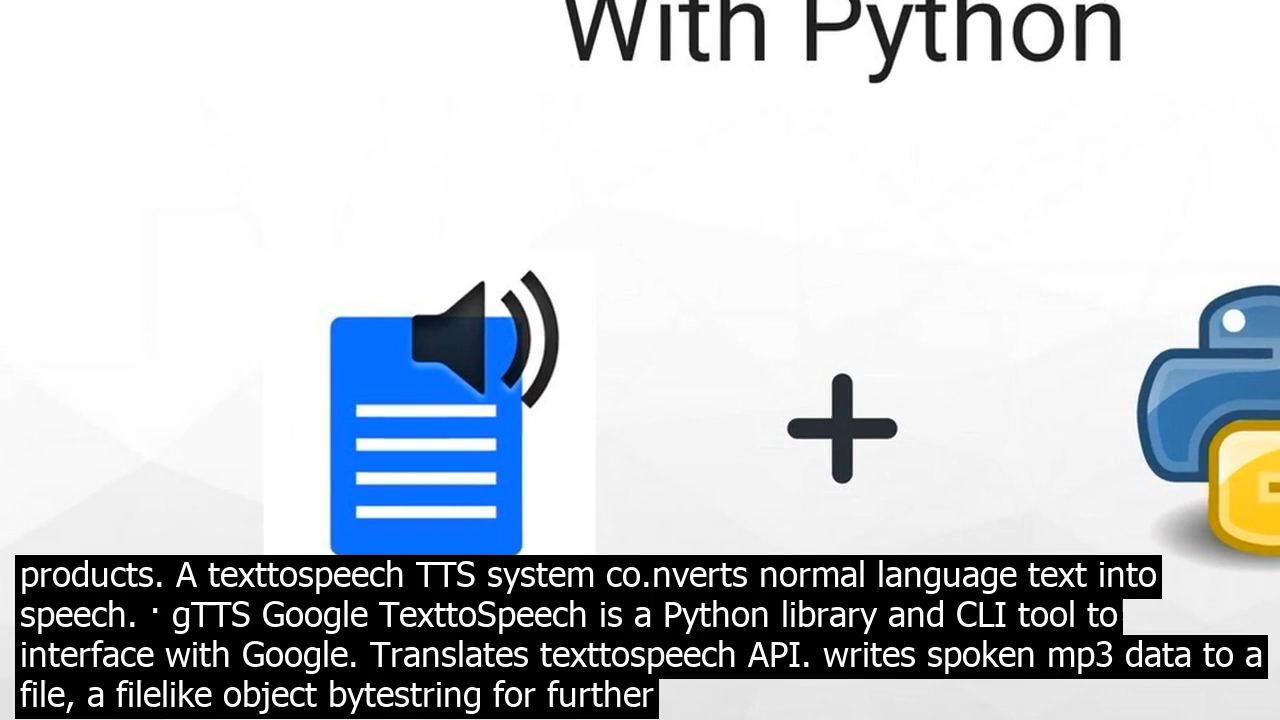 With Python
products. A texttospeech TTS system co.nverts normal language text into
speech. · gTTS Google TexttoSpeech is a Python library and CLI tool to
interface with Google. Translates texttospeech API. writes spoken mp3 data to a
file, a filelike object bytestring for further